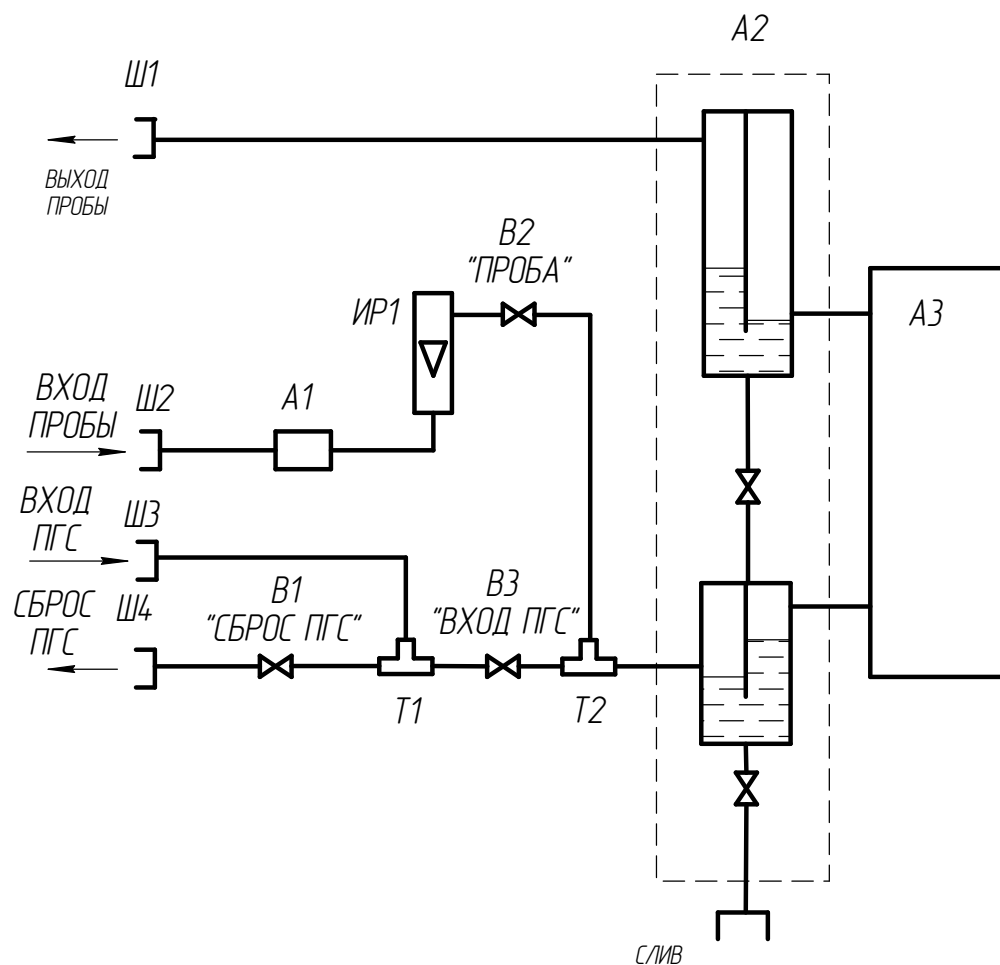 А2
Ш1
ВЫХОД
ПРОБЫ
В2
"ПРОБА"
ИР1
А3
ВХОД
ПРОБЫ
Ш2
А1
ВХОД
ПГС
Ш3
СБРОС
ПГС
Ш4
В1
"СБРОС ПГС"
В3
"ВХОД ПГС"
Т1
Т2
СЛИВ